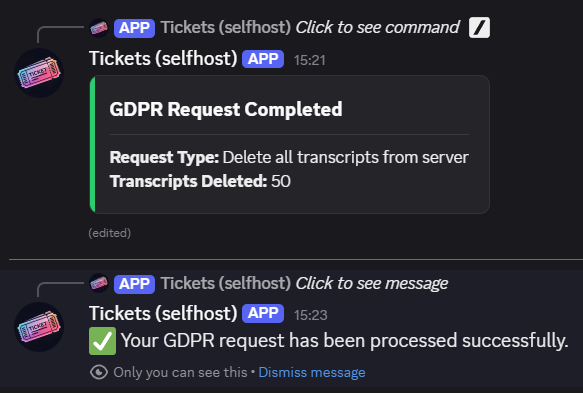 APP Tickets (selfhost) Click to see command /
Tickets (selfhost) APP 15:21
GDPR Request Completed
Request Type: Delete all transcripts from server
Transcripts Deleted: 50
(edited)
APP Tickets (selfhost) Click to see message
Tickets (selfhost) APP 15:23
✅ Your GDPR request has been processed successfully.
Only you can see this • Dismiss message
TICKET
TICKET